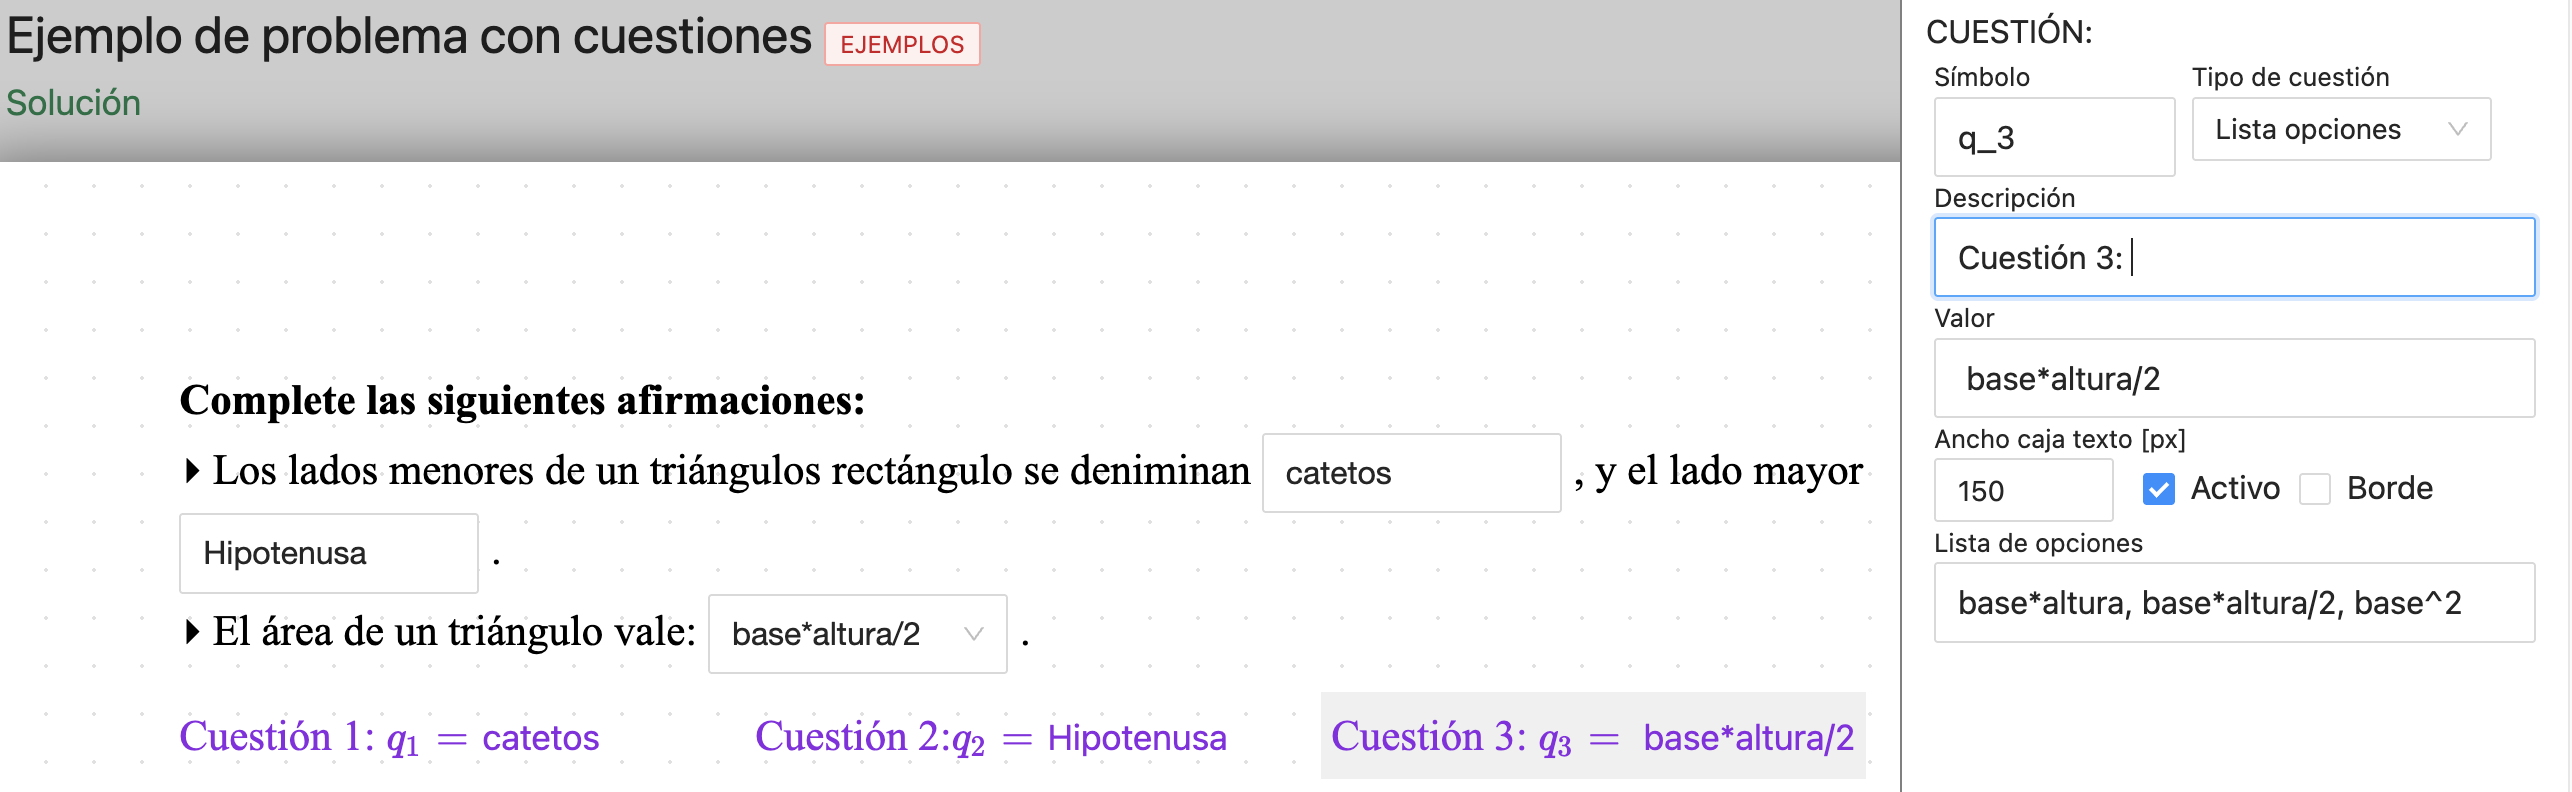 Ejemplo de problema con cuestiones EJEMPLOS
Solución
Complete las siguientes afirmaciones:
Los lados menores de un triángulos rectángulo se deniminan catetos , y el lado mayor
Hipotenusa .
El área de un triángulo vale: base*altura/2 .
Cuestión 1: q₁ = catetos
Cuestión 2:q₂ = Hipotenusa
Cuestión 3: q₃ = base*altura/2
CUESTIÓN:
Símbolo Tipo de cuestión
q_3 Lista opciones
Descripción
Cuestión 3:
Valor
base*altura/2
Ancho caja texto [px]
150 Activo Borde
Lista de opciones
base*altura, base*altura/2, base^2